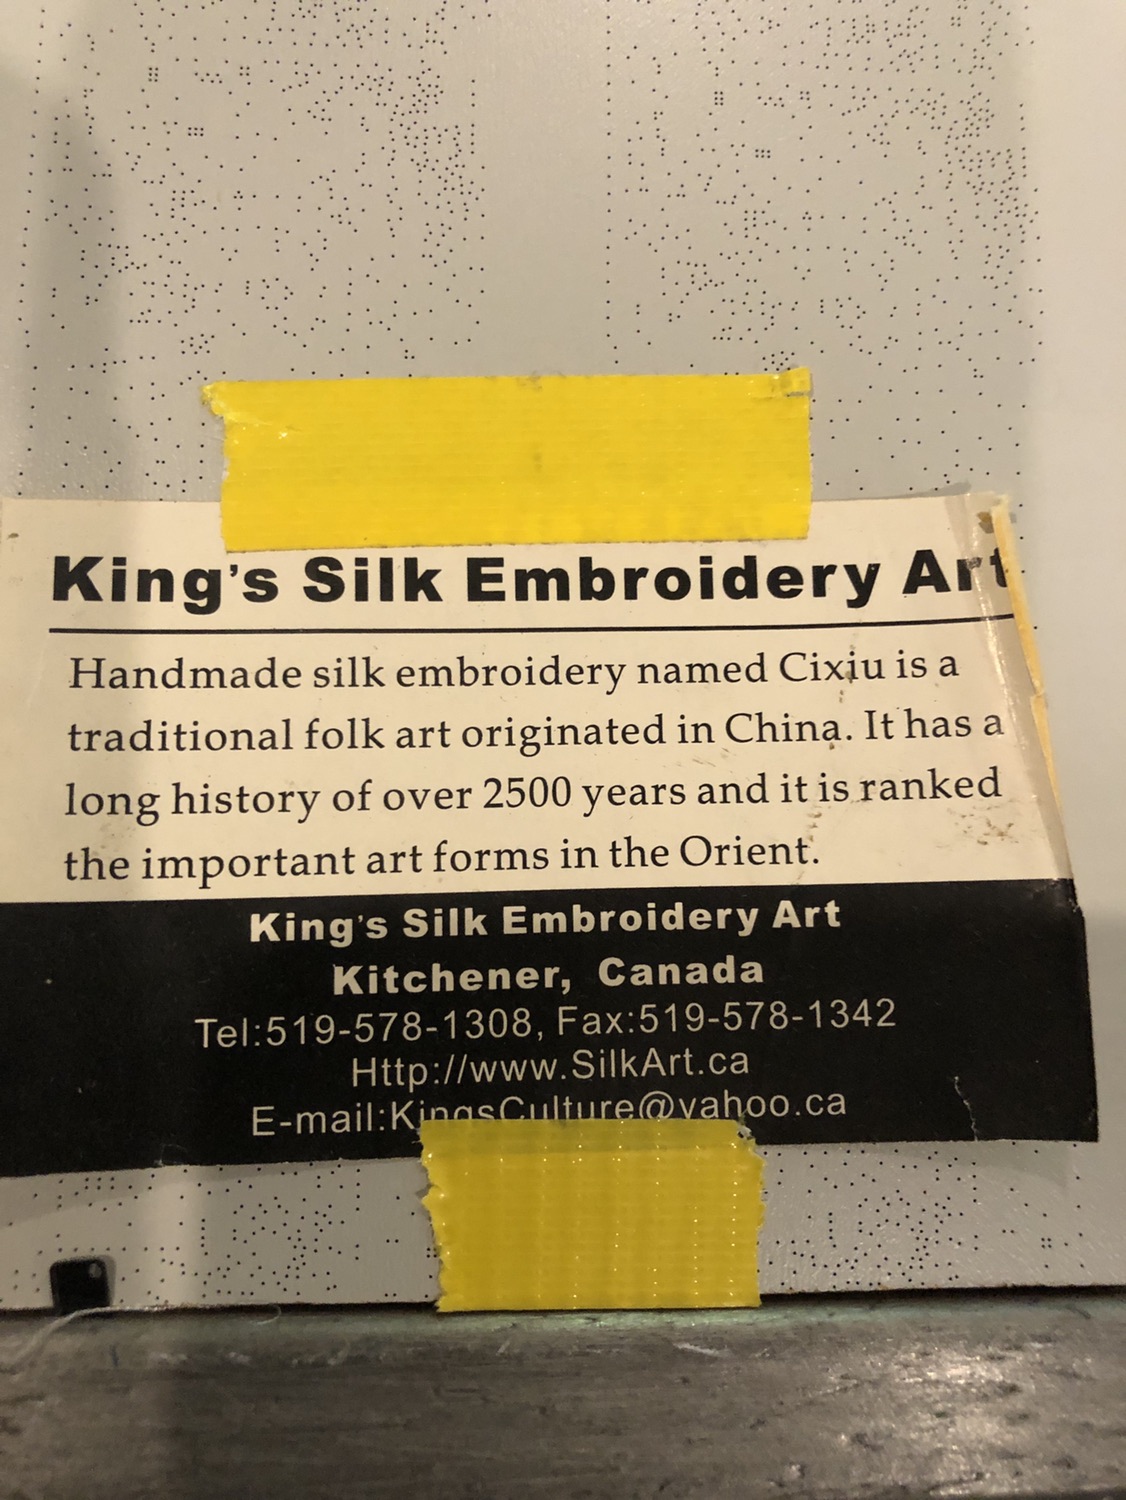 King's Silk Embroidery Art
Handmade silk embroidery named Cixiu is a
traditional folk art originated in China. It has a
long history of over 2500 years and it is ranked
the important art forms in the Orient.
King's Silk Embroidery Art
Kitchener, Canada
Tel:519-578-1308, Fax:519-578-1342
Http://www.SilkArt.ca
E-mail:KingsCulture@yahoo.ca